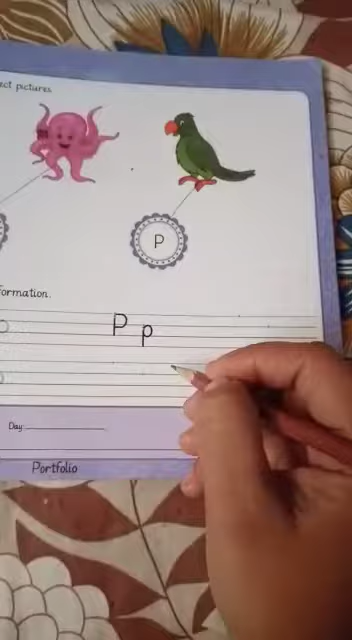 ect pictures.
P
formation.
P p
Day:
Portfolio